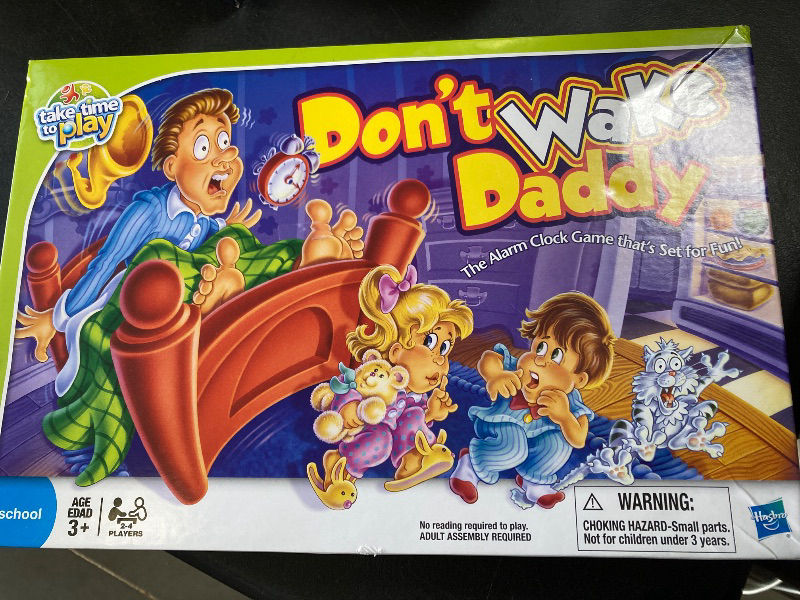 take time
to play
Don't Wake
Daddy
The Alarm Clock Game that's Set for Fun!
school
AGE
EDAD
3+
2-4
PLAYERS
No reading required to play.
ADULT ASSEMBLY REQUIRED
WARNING:
CHOKING HAZARD-Small parts.
Not for children under 3 years.
Hasbro